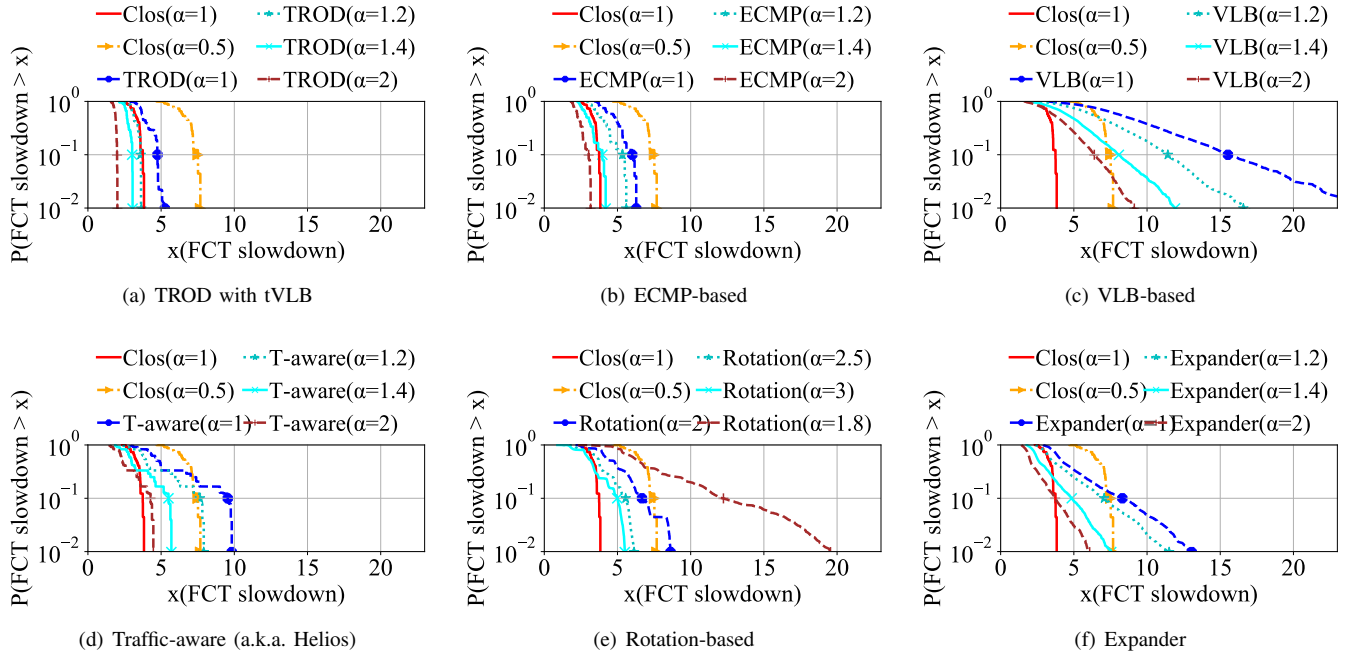 Clos(α=1) TROD(α=1.2)
Clos(α=0.5) TROD(α=1.4)
TROD(α=1) TROD(α=2)
P(FCT slowdown > x)
10^0
10^-1
10^-2
0 5 10 15 20
x(FCT slowdown)
(a) TROD with tVLB
Clos(α=1) ECMP(α=1.2)
Clos(α=0.5) ECMP(α=1.4)
ECMP(α=1) ECMP(α=2)
P(FCT slowdown > x)
10^0
10^-1
10^-2
0 5 10 15 20
x(FCT slowdown)
(b) ECMP-based
Clos(α=1) VLB(α=1.2)
Clos(α=0.5) VLB(α=1.4)
VLB(α=1) VLB(α=2)
P(FCT slowdown > x)
10^0
10^-1
10^-2
0 5 10 15 20
x(FCT slowdown)
(c) VLB-based
Clos(α=1) T-aware(α=1.2)
Clos(α=0.5) T-aware(α=1.4)
T-aware(α=1) T-aware(α=2)
P(FCT slowdown > x)
10^0
10^-1
10^-2
0 5 10 15 20
x(FCT slowdown)
(d) Traffic-aware (a.k.a. Helios)
Clos(α=1) Rotation(α=2.5)
Clos(α=0.5) Rotation(α=3)
Rotation(α=2) Rotation(α=1.8)
P(FCT slowdown > x)
10^0
10^-1
10^-2
0 5 10 15 20
x(FCT slowdown)
(e) Rotation-based
Clos(α=1) Expander(α=1.2)
Clos(α=0.5) Expander(α=1.4)
Expander(α=1) Expander(α=2)
P(FCT slowdown > x)
10^0
10^-1
10^-2
0 5 10 15 20
x(FCT slowdown)
(f) Expander